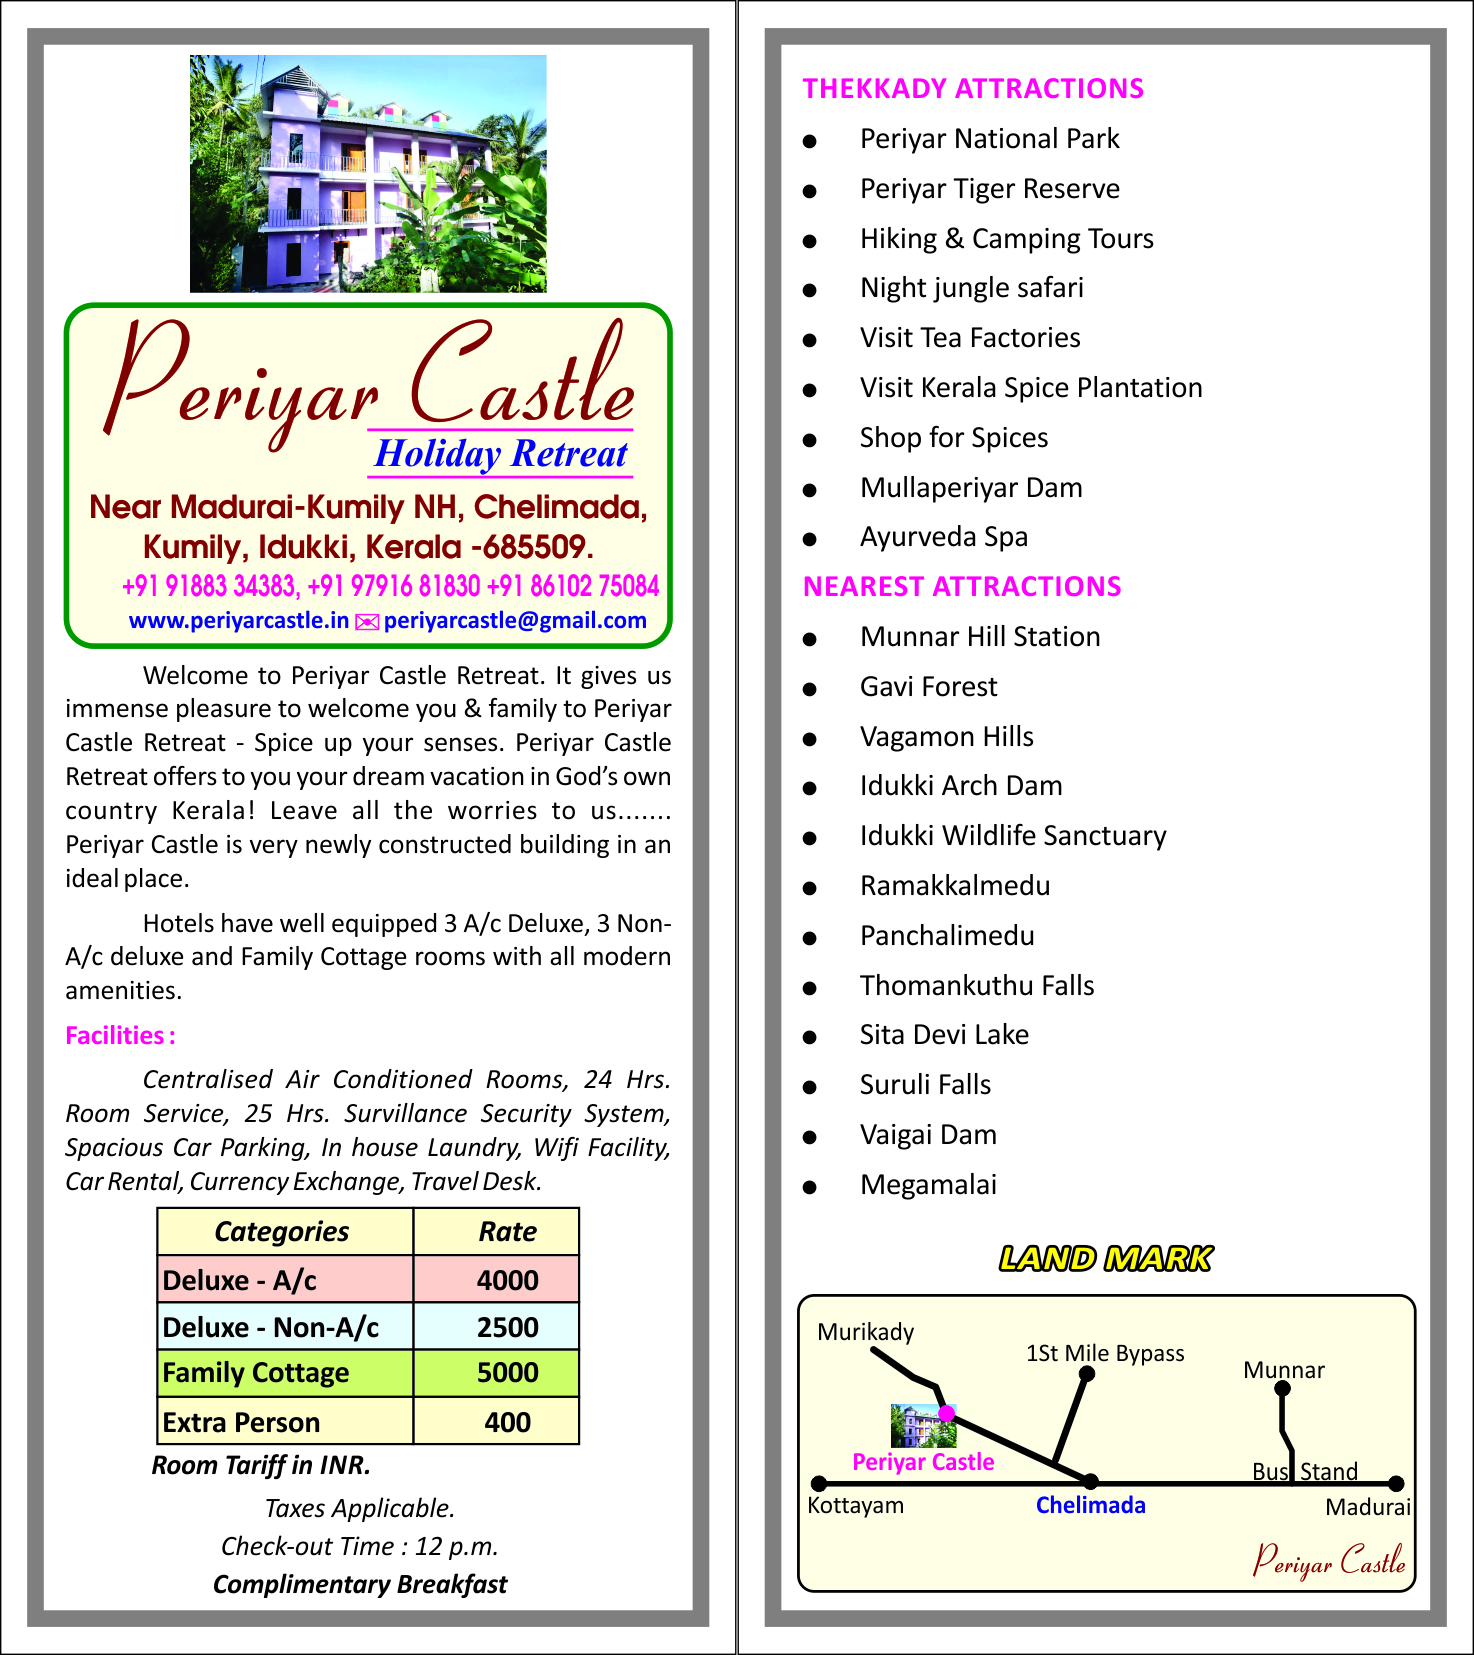 Periyar Castle
Holiday Retreat
Near Madurai-Kumily NH, Chelimada,
Kumily, Idukki, Kerala -685509.
+91 91883 34383, +91 97916 81830 +91 86102 75084
www.periyarcastle.in periyarcastle@gmail.com
Welcome to Periyar Castle Retreat. It gives us
immense pleasure to welcome you & family to Periyar
Castle Retreat - Spice up your senses. Periyar Castle
Retreat offers to you your dream vacation in God’s own
country Kerala! Leave all the worries to us.......
Periyar Castle is very newly constructed building in an
ideal place.
Hotels have well equipped 3 A/c Deluxe, 3 Non-
A/c deluxe and Family Cottage rooms with all modern
amenities.
Facilities :
Centralised Air Conditioned Rooms, 24 Hrs.
Room Service, 25 Hrs. Survillance Security System,
Spacious Car Parking, In house Laundry, Wifi Facility,
Car Rental, Currency Exchange, Travel Desk.
Categories Rate
Deluxe - A/c 4000
Deluxe - Non-A/c 2500
Family Cottage 5000
Extra Person 400
Room Tariff in INR.
Taxes Applicable.
Check-out Time : 12 p.m.
Complimentary Breakfast
THEKKADY ATTRACTIONS
● Periyar National Park
● Periyar Tiger Reserve
● Hiking & Camping Tours
● Night jungle safari
● Visit Tea Factories
● Visit Kerala Spice Plantation
● Shop for Spices
● Mullaperiyar Dam
● Ayurveda Spa
NEAREST ATTRACTIONS
● Munnar Hill Station
● Gavi Forest
● Vagamon Hills
● Idukki Arch Dam
● Idukki Wildlife Sanctuary
● Ramakkalmedu
● Panchalimedu
● Thomankuthu Falls
● Sita Devi Lake
● Suruli Falls
● Vaigai Dam
● Megamalai
LAND MARK
Murikady
1St Mile Bypass
Munnar
Periyar Castle
Bus Stand
Kottayam
Chelimada
Madurai
Periyar Castle